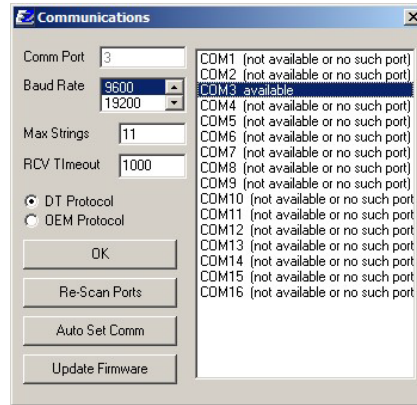 EZ Communications
Comm Port 3
Baud Rate 9600
19200
Max Strings 11
RCV TImeout 1000
DT Protocol
OEM Protocol
OK
Re-Scan Ports
Auto Set Comm
Update Firmware
COM1 (not available or no such port)
COM2 (not available or no such port)
COM3 available
COM4 (not available or no such port)
COM5 (not available or no such port)
COM6 (not available or no such port)
COM7 (not available or no such port)
COM8 (not available or no such port)
COM9 (not available or no such port)
COM10 (not available or no such port
COM11 (not available or no such port
COM12 (not available or no such port
COM13 (not available or no such port
COM14 (not available or no such port
COM15 (not available or no such port
COM16 (not available or no such port